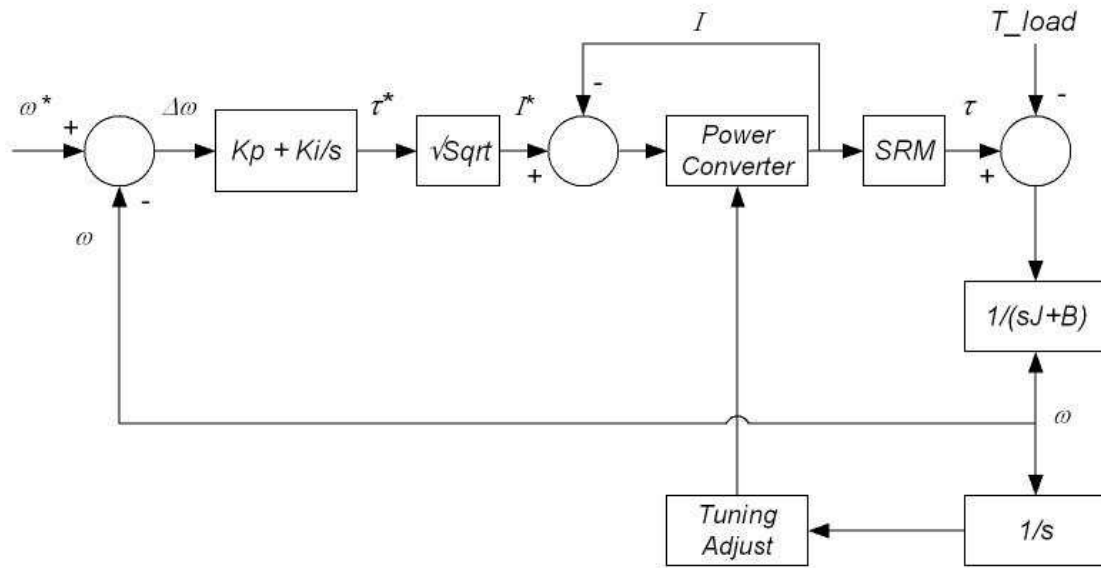 I
T_load
ω*
+
Δω
Kp + Ki/s
τ*
√Sqrt
I*
-
+
Power
Converter
SRM
τ
-
+
-
ω
1/(sJ+B)
ω
Tuning
Adjust
1/s